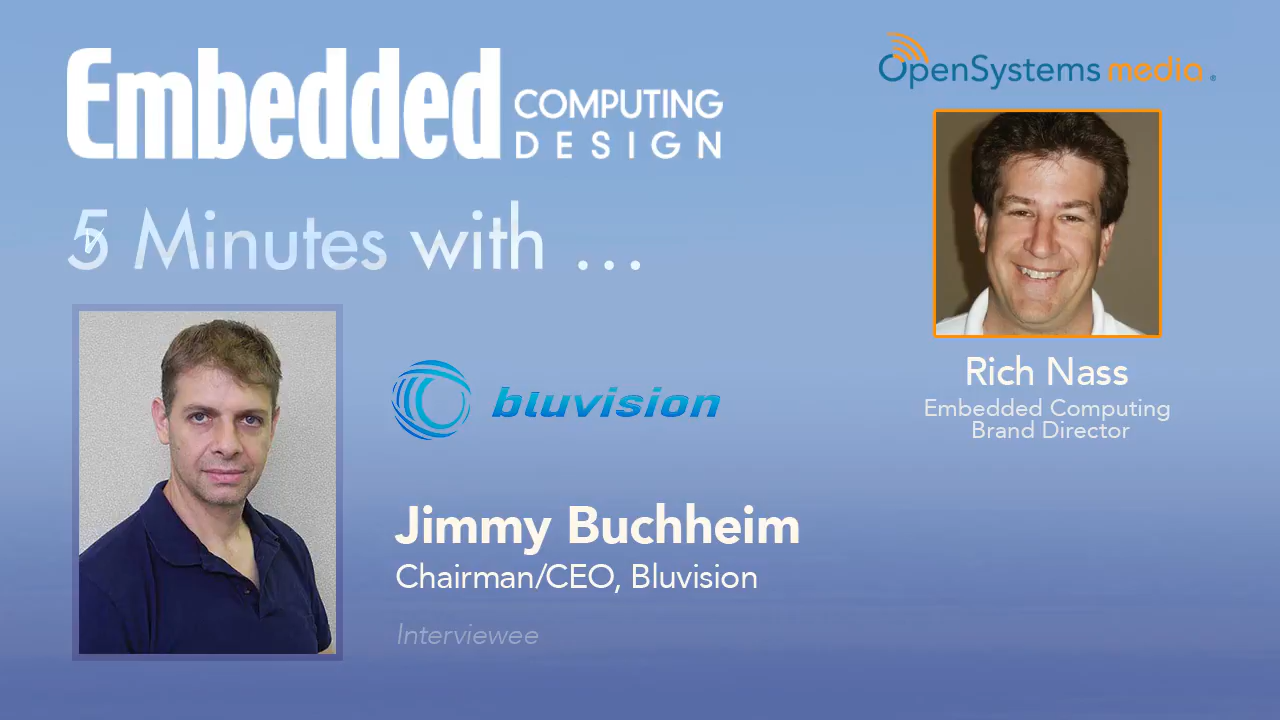 Embedded COMPUTING DESIGN
OpenSystems media
5 Minutes with ...
Rich Nass
Embedded Computing
Brand Director
bluvision
Jimmy Buchheim
Chairman/CEO, Bluvision
Interviewee